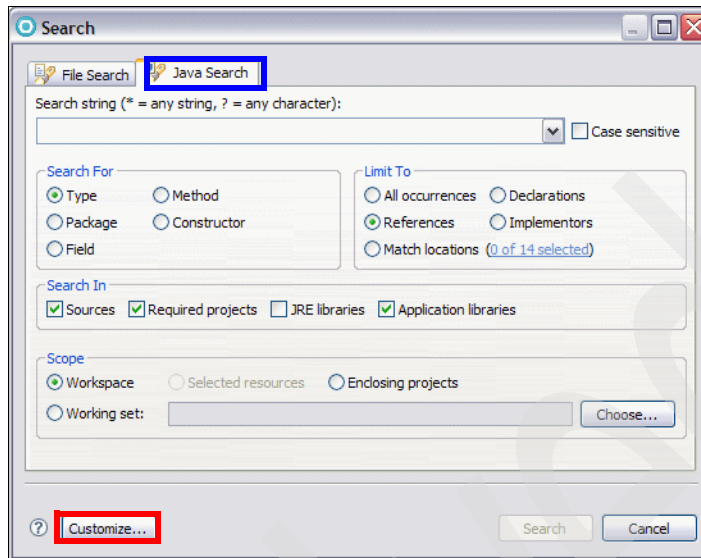 Search
File Search Java Search
Search string (* = any string, ? = any character):
Case sensitive
Search For
Type Method
Package Constructor
Field
Limit To
All occurrences Declarations
References Implementors
Match locations (0 of 14 selected)
Search In
Sources Required projects JRE libraries Application libraries
Scope
Workspace Selected resources Enclosing projects
Working set: Choose...
? Customize... Search Cancel